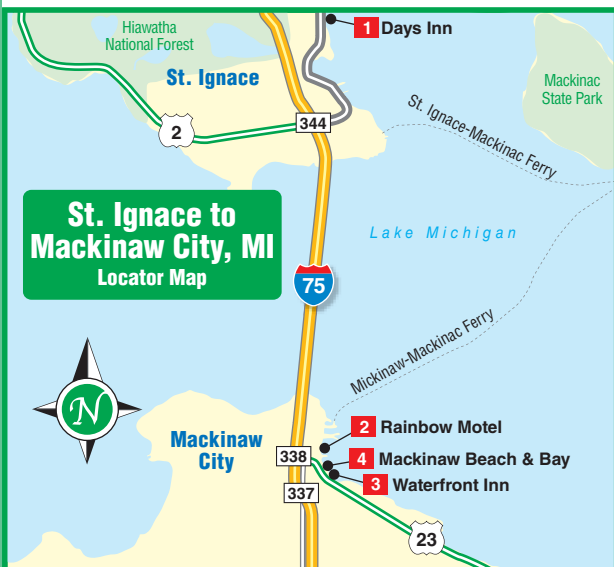 1 Days Inn
Hiawatha
National Forest
St. Ignace
Mackinac
State Park
St. Ignace-Mackinac Ferry
344
2
St. Ignace to
Mackinaw City, MI
Locator Map
Lake Michigan
75
Mickinaw-Mackinac Ferry
N
2 Rainbow Motel
Mackinaw
City
338
4 Mackinaw Beach & Bay
3 Waterfront Inn
337
23